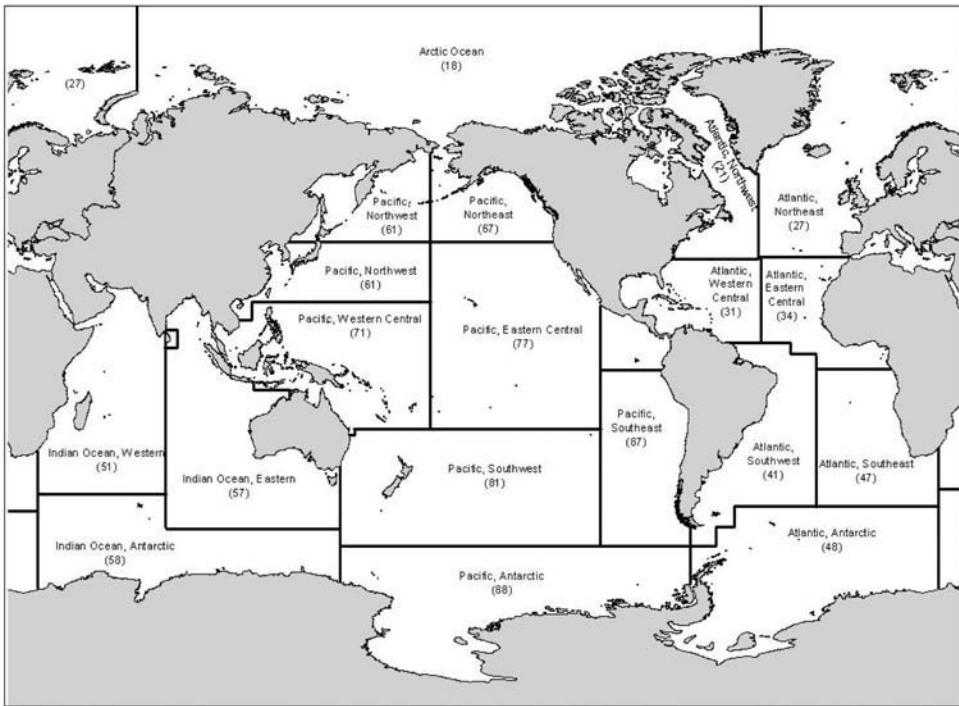 Arctic Ocean
(18)
(27)
Atlantic, Northwest
(21)
Pacific,
Northwest
(61)
Pacific,
Northeast
(67)
Atlantic,
Northeast
(27)
Pacific, Northwest
(61)
Atlantic,
Western
Central
(31)
Atlantic,
Eastern
Central
(34)
Pacific, Western Central
(71)
Pacific, Eastern Central
(77)
Pacific,
Southeast
(87)
Indian Ocean, Western
(51)
Indian Ocean, Eastern
(57)
Pacific, Southwest
(81)
Atlantic,
Southwest
(41)
Atlantic, Southeast
(47)
Indian Ocean, Antarctic
(58)
Pacific, Antarctic
(88)
Atlantic, Antarctic
(48)